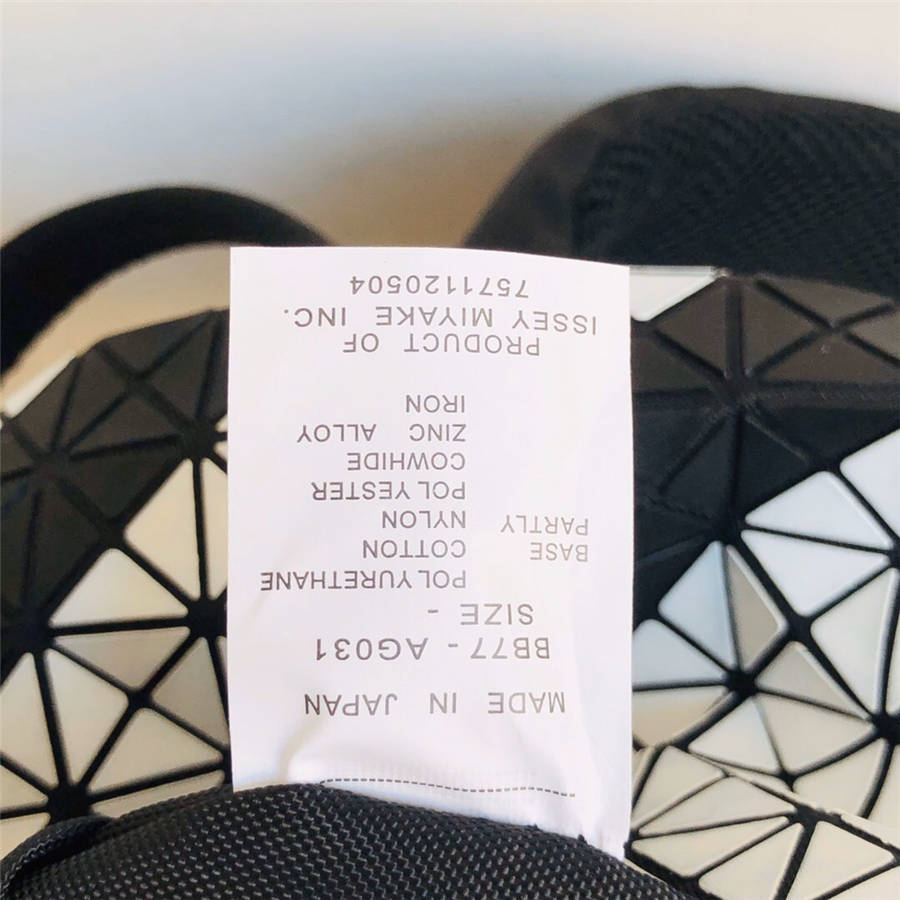 MADE IN JAPAN
BB77 - AG031
SIZE -
POLYURETHANE
BASE COTTON
PARTLY NYLON
POLYESTER
COWHIDE
ZINC ALLOY
IRON
PRODUCT OF
ISSEY MIYAKE INC.
7571120504